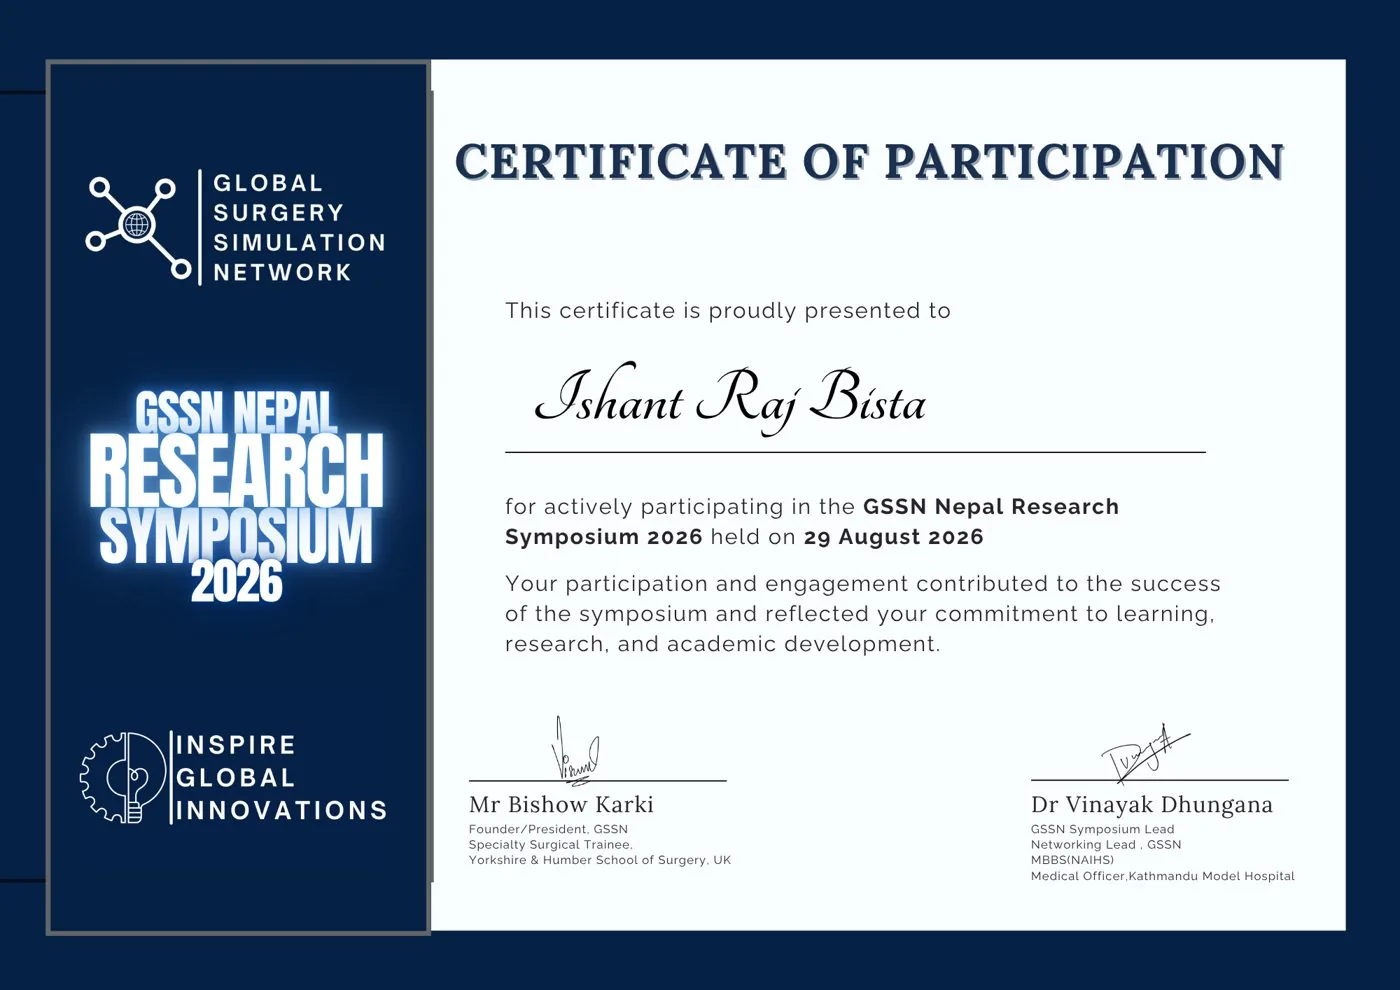 GLOBAL
SURGERY
SIMULATION
NETWORK
GSSN NEPAL
RESEARCH
SYMPOSIUM
2026
INSPIRE
GLOBAL
INNOVATIONS
CERTIFICATE OF PARTICIPATION
This certificate is proudly presented to
Ishant Raj Bista
for actively participating in the GSSN Nepal Research
Symposium 2026 held on 29 August 2026
Your participation and engagement contributed to the success
of the symposium and reflected your commitment to learning,
research, and academic development.
Mr Bishow Karki
Founder/President, GSSN
Specialty Surgical Trainee,
Yorkshire & Humber School of Surgery, UK
Dr Vinayak Dhungana
GSSN Symposium Lead
Networking Lead , GSSN
MBBS(NAIHS)
Medical Officer,Kathmandu Model Hospital